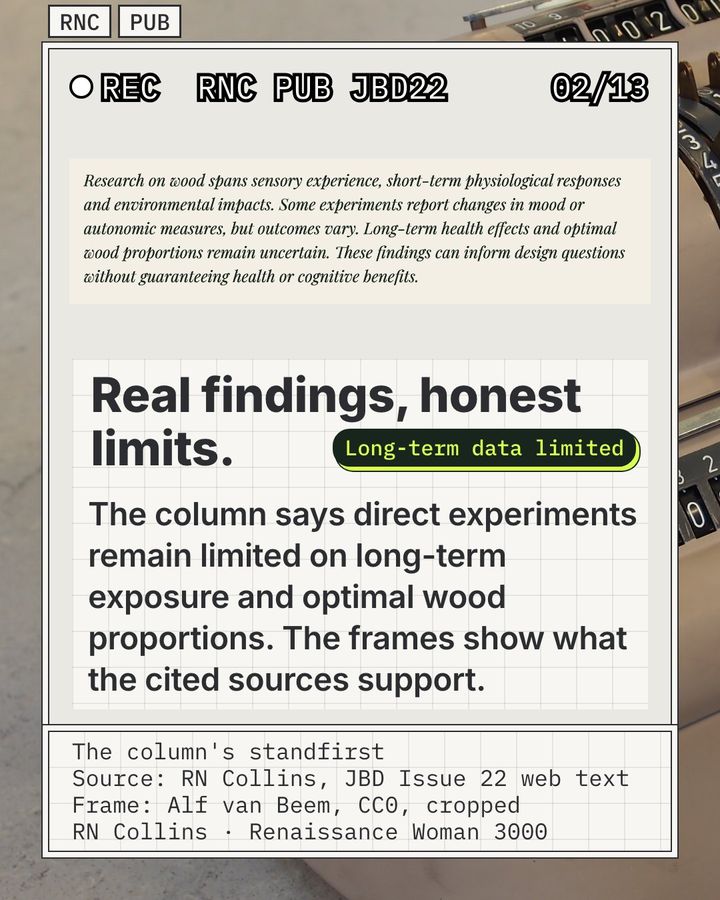 RNC PUB
REC RNC PUB JBD22 02/13
Research on wood spans sensory experience, short-term physiological responses
and environmental impacts. Some experiments report changes in mood or
autonomic measures, but outcomes vary. Long-term health effects and optimal
wood proportions remain uncertain. These findings can inform design questions
without guaranteeing health or cognitive benefits.
Real findings, honest
limits.
Long-term data limited
The column says direct experiments
remain limited on long-term
exposure and optimal wood
proportions. The frames show what
the cited sources support.
The column's standfirst
Source: RN Collins, JBD Issue 22 web text
Frame: Alf van Beem, CC0, cropped
RN Collins · Renaissance Woman 3000